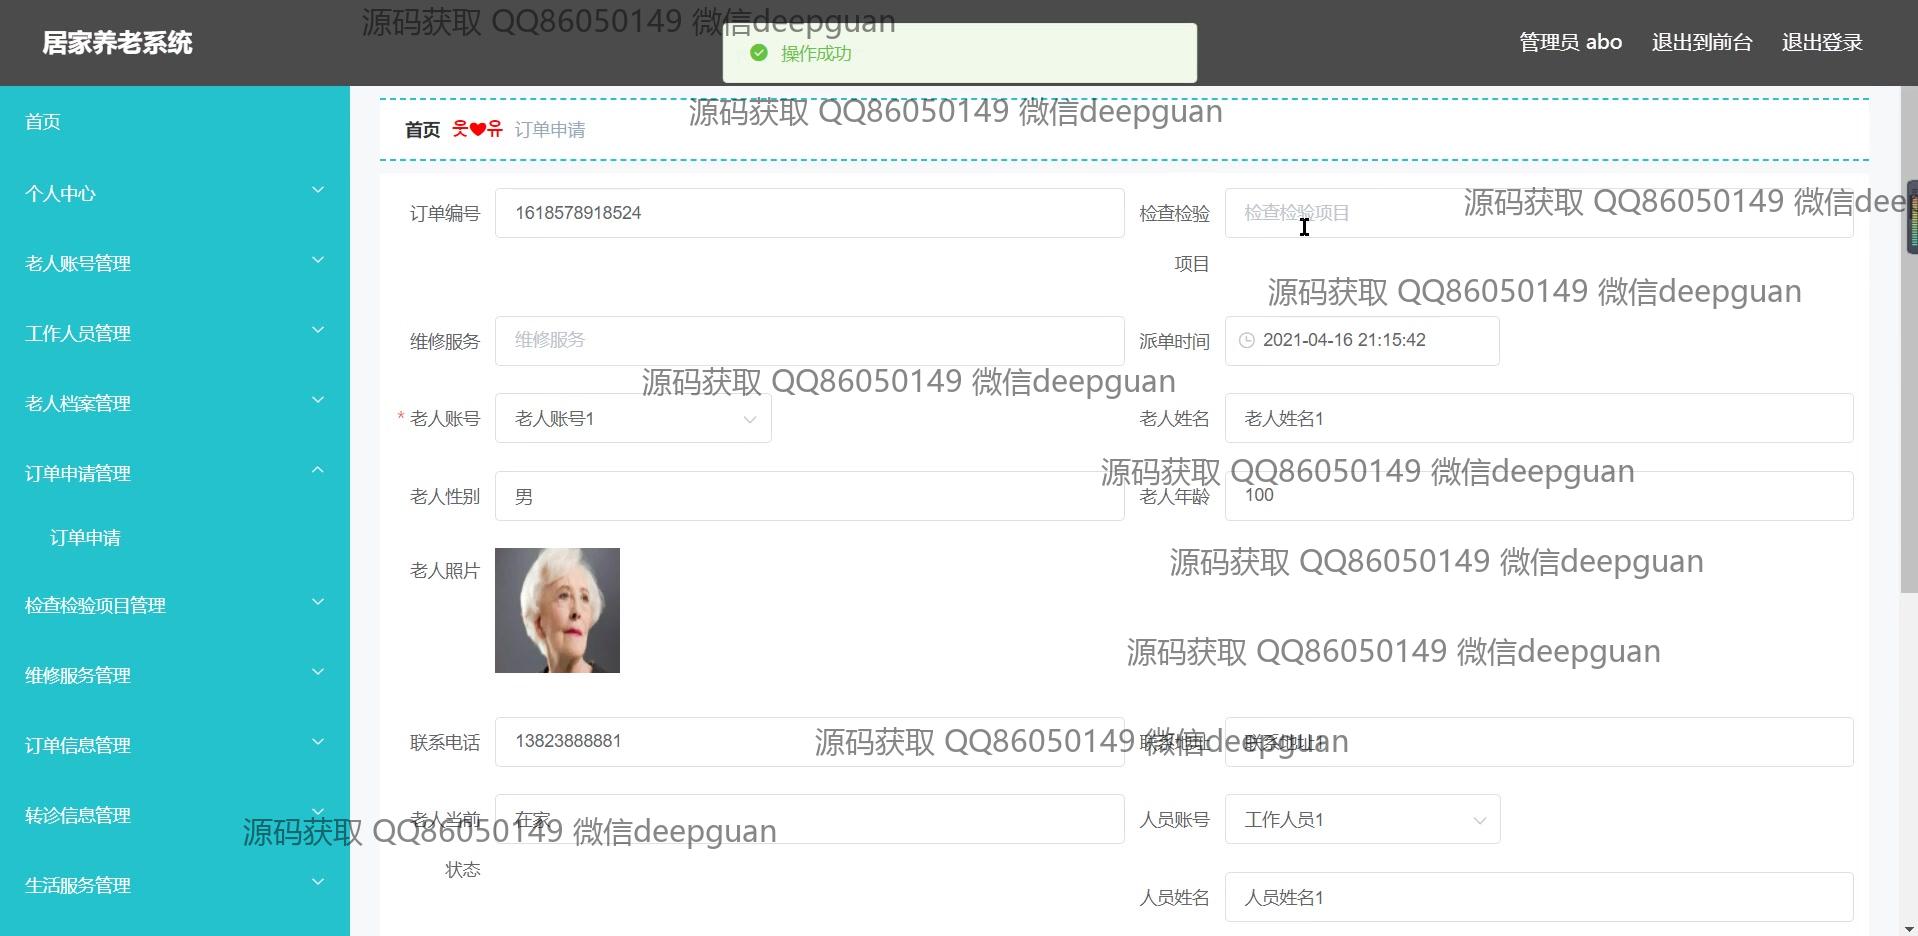 居家养老系统
源码获取 QQ86050149 微信deepguan
操作成功
管理员 abo 退出到前台 退出登录
首页
个人中心
老人账号管理
工作人员管理
老人档案管理
订单申请管理
订单申请
检查检验项目管理
维修服务管理
订单信息管理
转诊信息管理
生活服务管理
首页 웃❤유 订单申请
源码获取 QQ86050149 微信deepguan
订单编号 1618578918524
检查检验项目 检查检验项目
源码获取 QQ86050149 微信deep
源码获取 QQ86050149 微信deepguan
维修服务 维修服务
派单时间 2021-04-16 21:15:42
源码获取 QQ86050149 微信deepguan
* 老人账号 老人账号1
老人姓名 老人姓名1
源码获取 QQ86050149 微信deepguan
老人性别 男
老人年龄 100
源码获取 QQ86050149 微信deepguan
老人照片
源码获取 QQ86050149 微信deepguan
联系电话 13823888881
源码获取 QQ86050149 微信deepguan
联系地址 联系地址1
老人当前状态 在家
源码获取 QQ86050149 微信deepguan
人员账号 工作人员1
人员姓名 人员姓名1